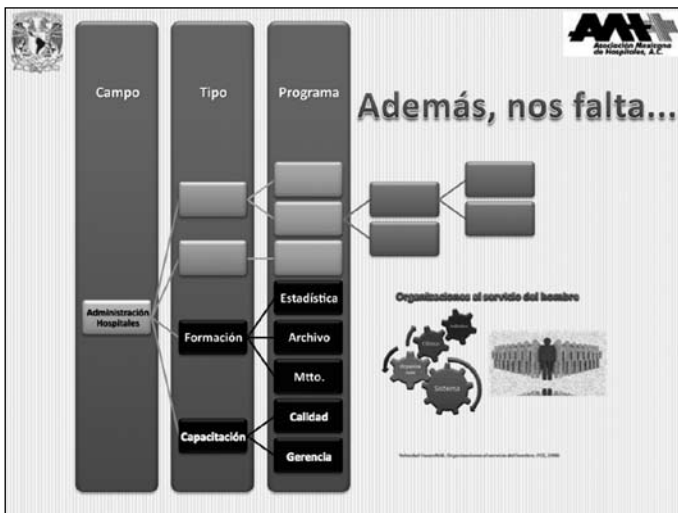 Asociación Mexicana
de Hospitales, A.C.
Campo
Tipo
Programa
Además, nos falta...
Administración
Hospitales
Formación
Capacitación
Estadística
Archivo
Mtto.
Calidad
Gerencia
Organizaciones al servicio del hombre
Clínica
Sistema